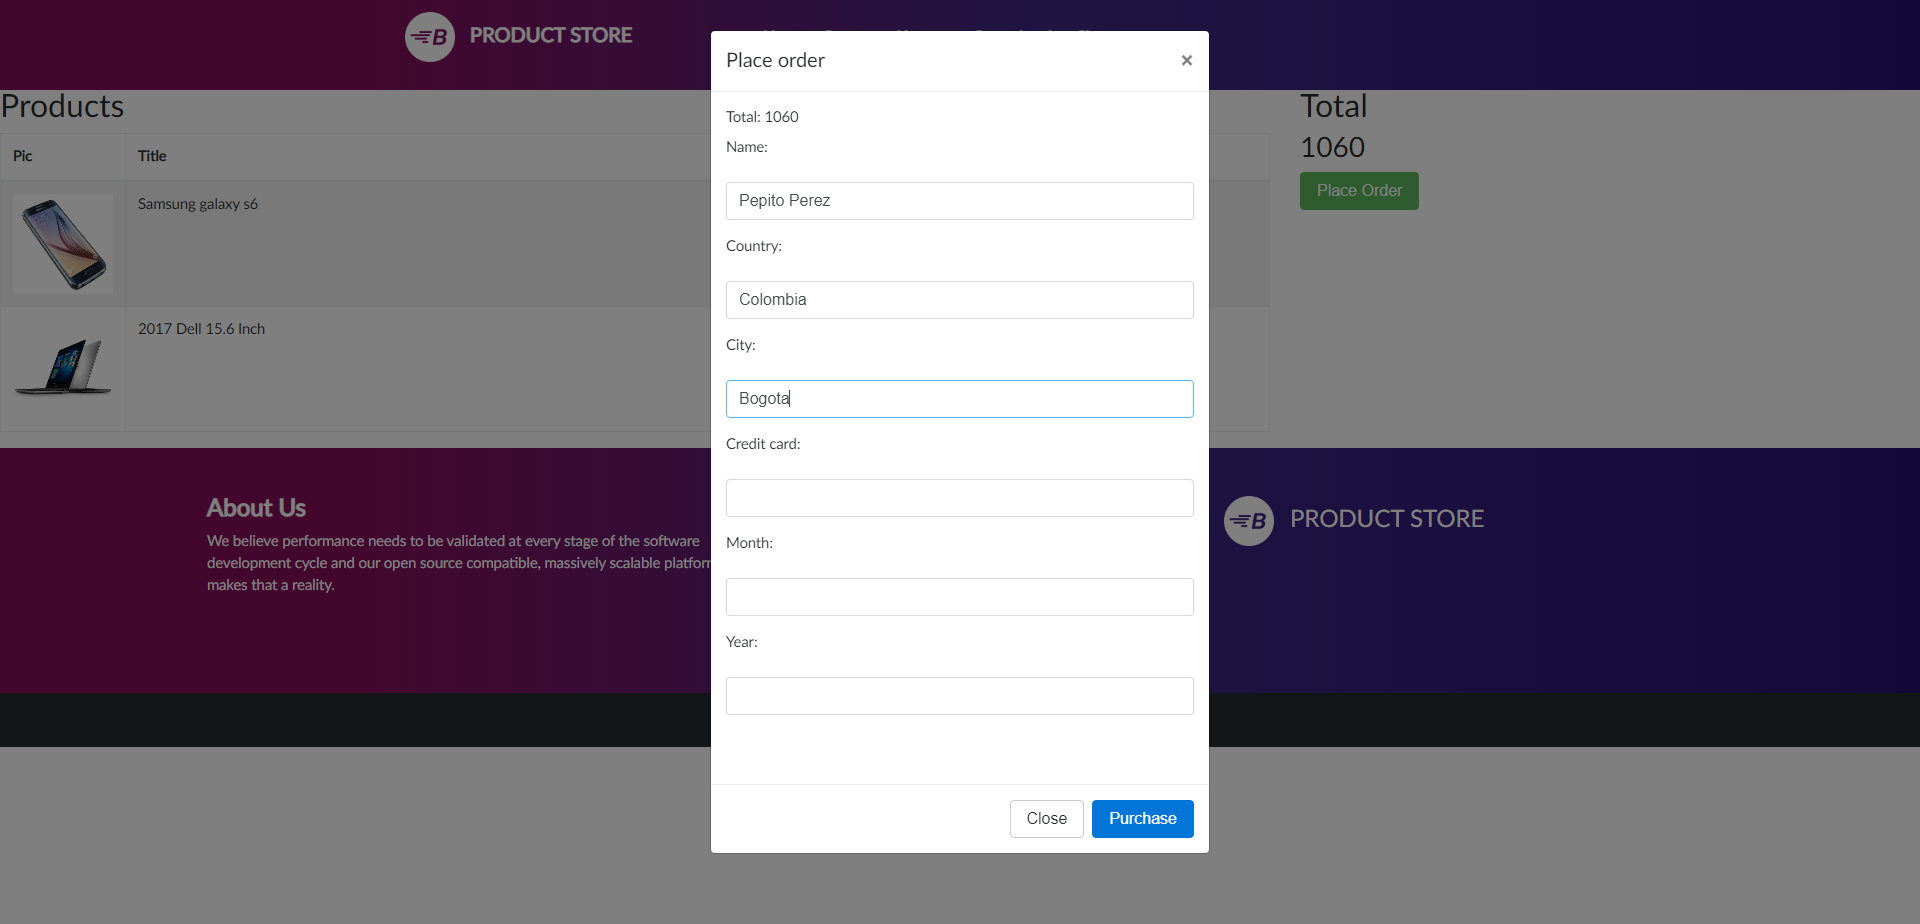 B PRODUCT STORE
Products
Pic Title
Samsung galaxy s6
2017 Dell 15.6 Inch
Place order ×
Total: 1060
Name:
Pepito Perez
Country:
Colombia
City:
Bogota
Credit card:
Month:
Year:
Close Purchase
Total
1060
Place Order
About Us
We believe performance needs to be validated at every stage of the software
development cycle and our open source compatible, massively scalable
makes that a reality.
B PRODUCT STORE